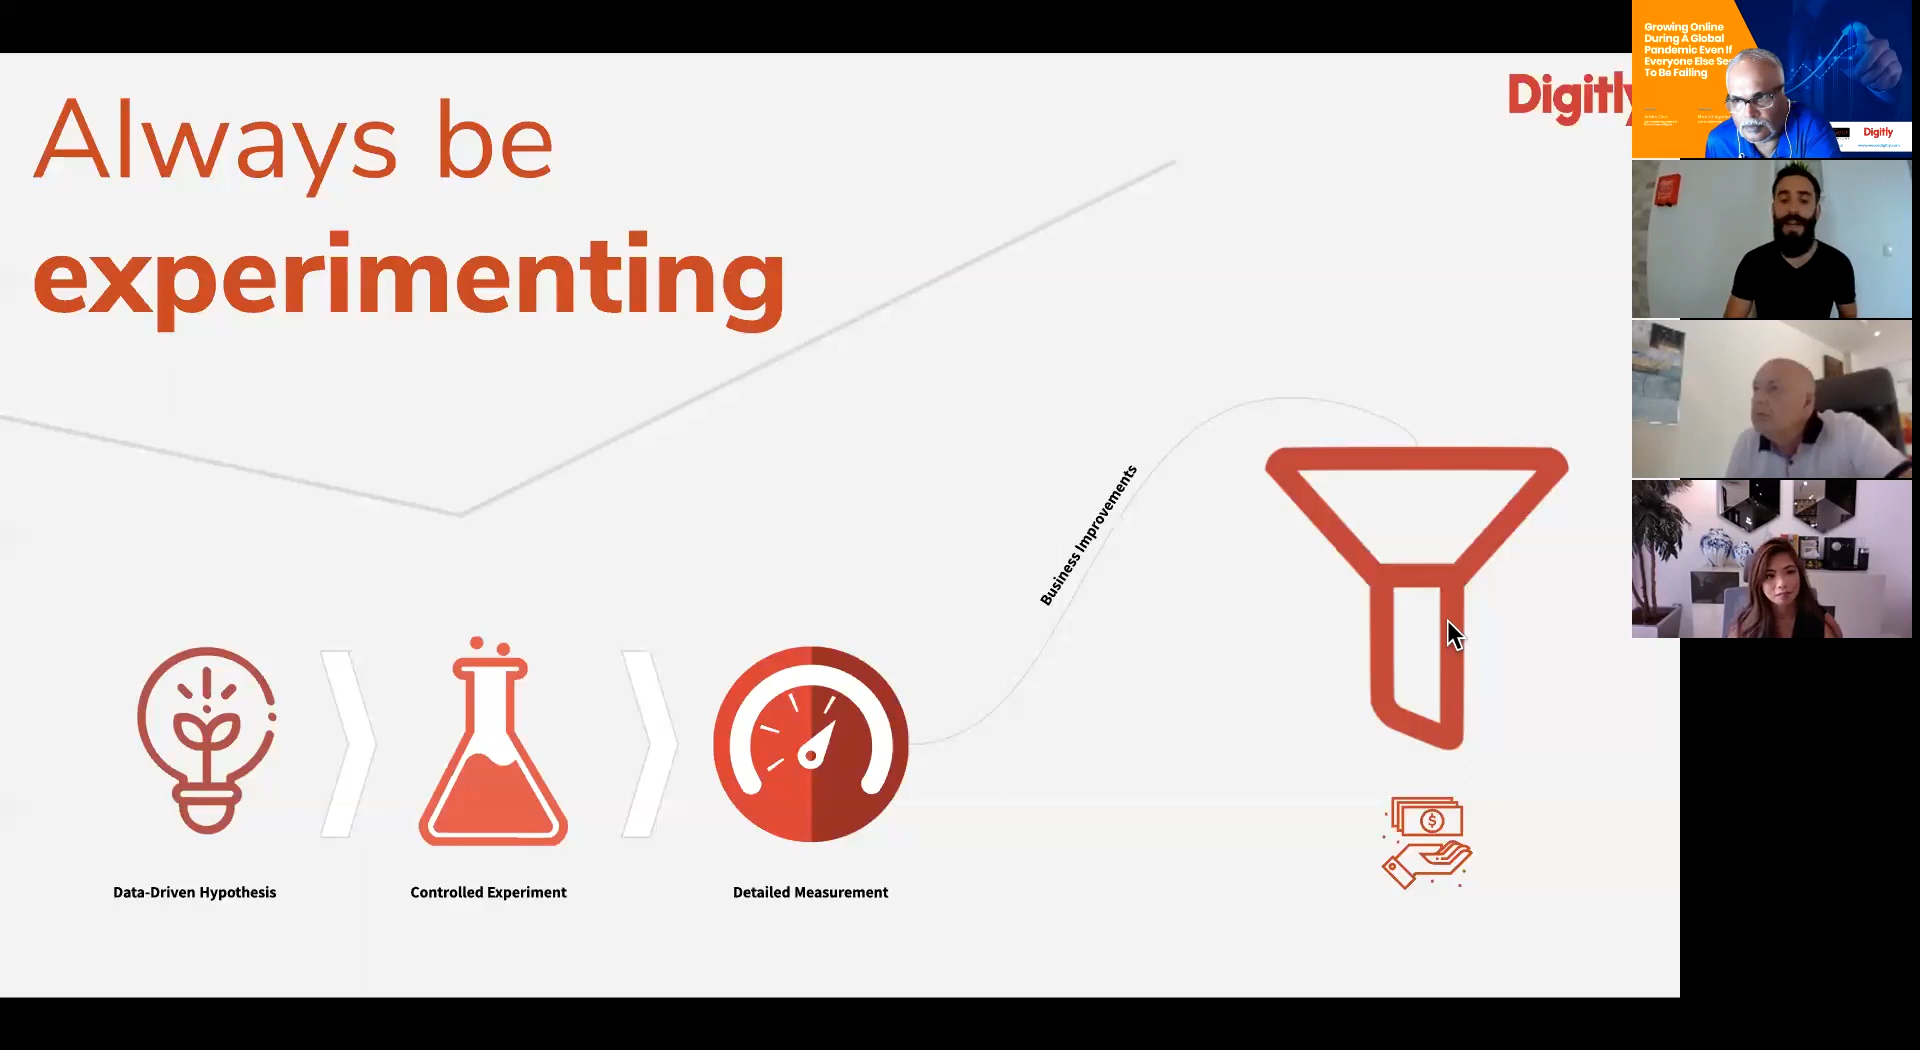 Always be
experimenting
Digitly
Business Improvements
$
Data-Driven Hypothesis
Controlled Experiment
Detailed Measurement
Growing Online
During A Global
Pandemic Even If
Everyone Else
To Be Failing
Digitly